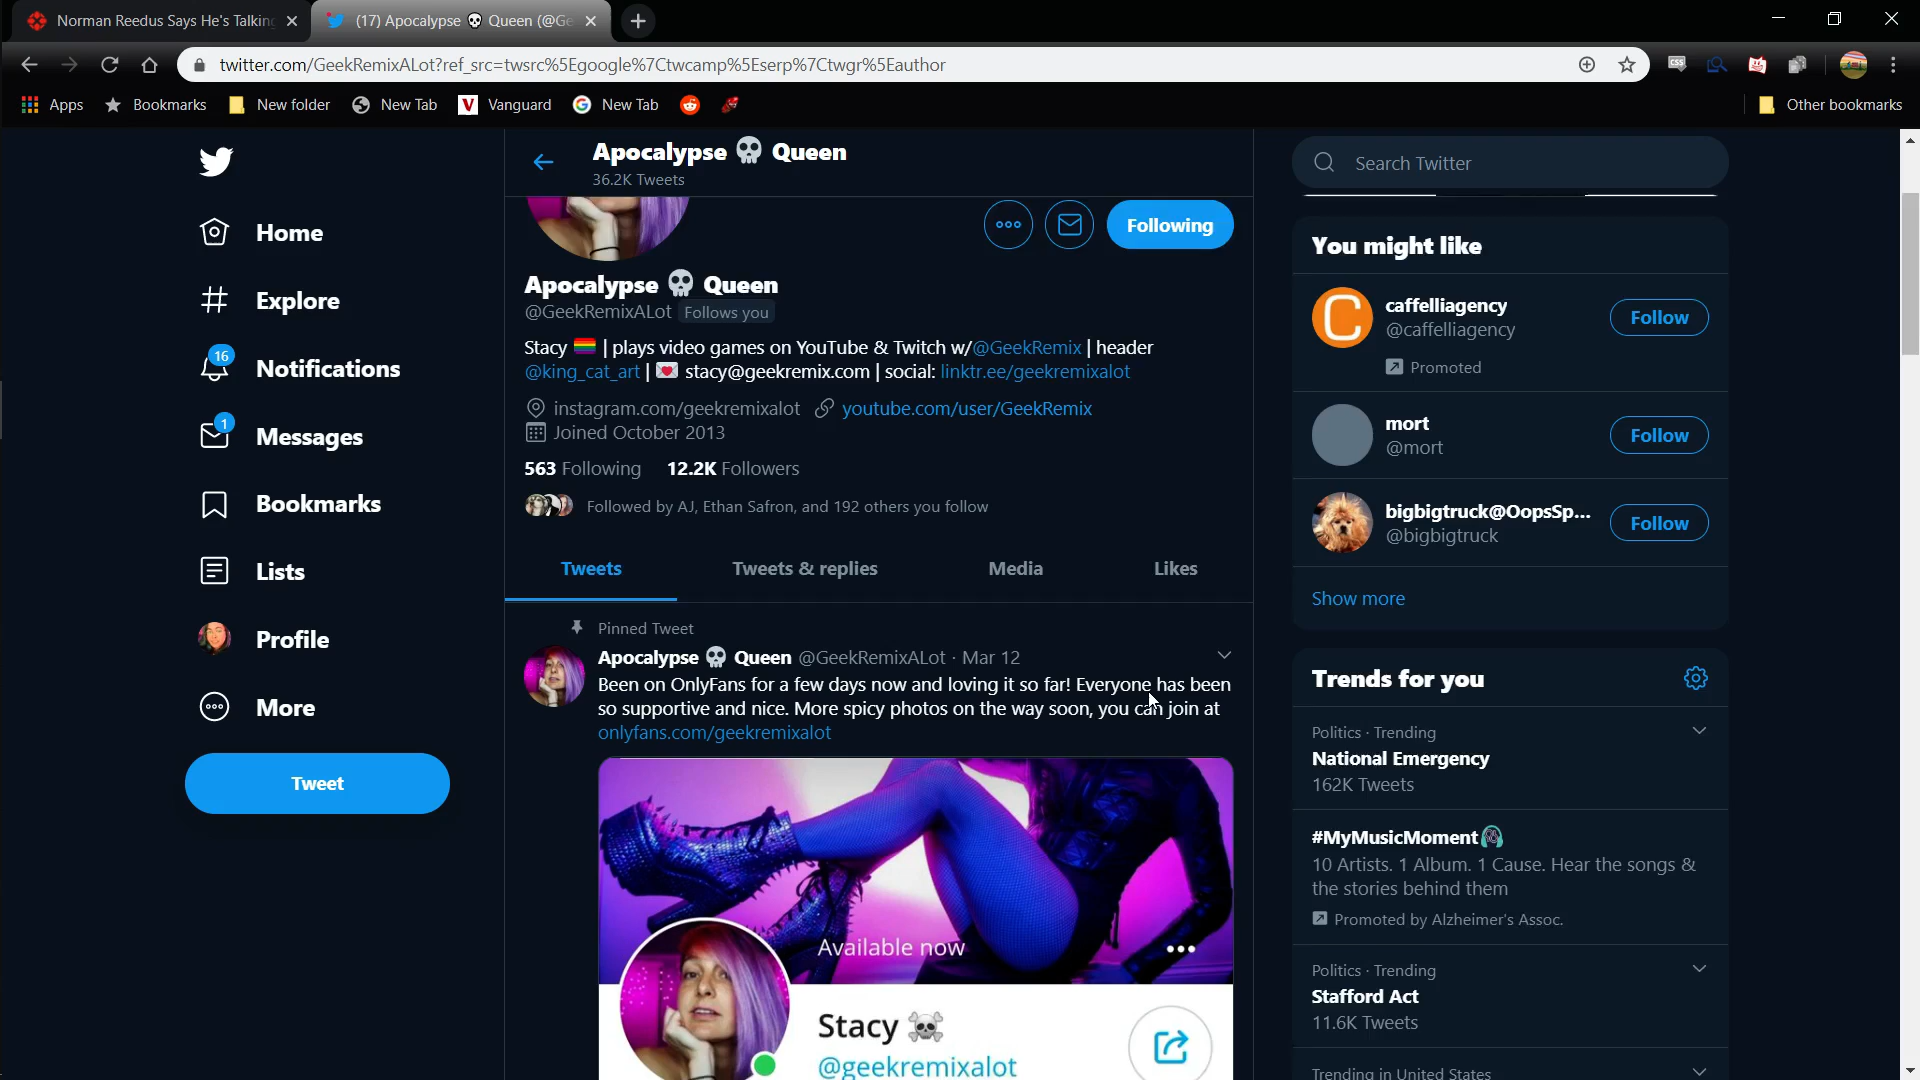 Norman Reedus Says He's Talkin
(17) Apocalypse 💀 Queen (@Ge
twitter.com/GeekRemixALot?ref_src=twsrc%5Egoogle%7Ctwcamp%5Eserp%7Ctwgr%5Eauthor
CSS
Apps
Bookmarks
New folder
New Tab
Vanguard
New Tab
Other bookmarks
Home
Explore
16
Notifications
1
Messages
Bookmarks
Lists
Profile
More
Tweet
Apocalypse 💀 Queen
36.2K Tweets
Following
Apocalypse 💀 Queen
@GeekRemixALot Follows you
Stacy 🏳️‍🌈 | plays video games on YouTube & Twitch w/@GeekRemix | header
@king_cat_art | 💌 stacy@geekremix.com | social: linktr.ee/geekremixalot
instagram.com/geekremixalot youtube.com/user/GeekRemix
Joined October 2013
563 Following 12.2K Followers
Followed by AJ, Ethan Safron, and 192 others you follow
Tweets Tweets & replies Media Likes
Pinned Tweet
Apocalypse 💀 Queen @GeekRemixALot · Mar 12
Been on OnlyFans for a few days now and loving it so far! Everyone has been
so supportive and nice. More spicy photos on the way soon, you can join at
onlyfans.com/geekremixalot
Available now
Stacy ☠️
@geekremixalot
Search Twitter
You might like
caffelliagency
@caffelliagency
Follow
Promoted
mort
@mort
Follow
bigbigtruck@OopsSp...
@bigbigtruck
Follow
Show more
Trends for you
Politics · Trending
National Emergency
162K Tweets
#MyMusicMoment
10 Artists. 1 Album. 1 Cause. Hear the songs &
the stories behind them
Promoted by Alzheimer's Assoc.
Politics · Trending
Stafford Act
11.6K Tweets
Trending in United States